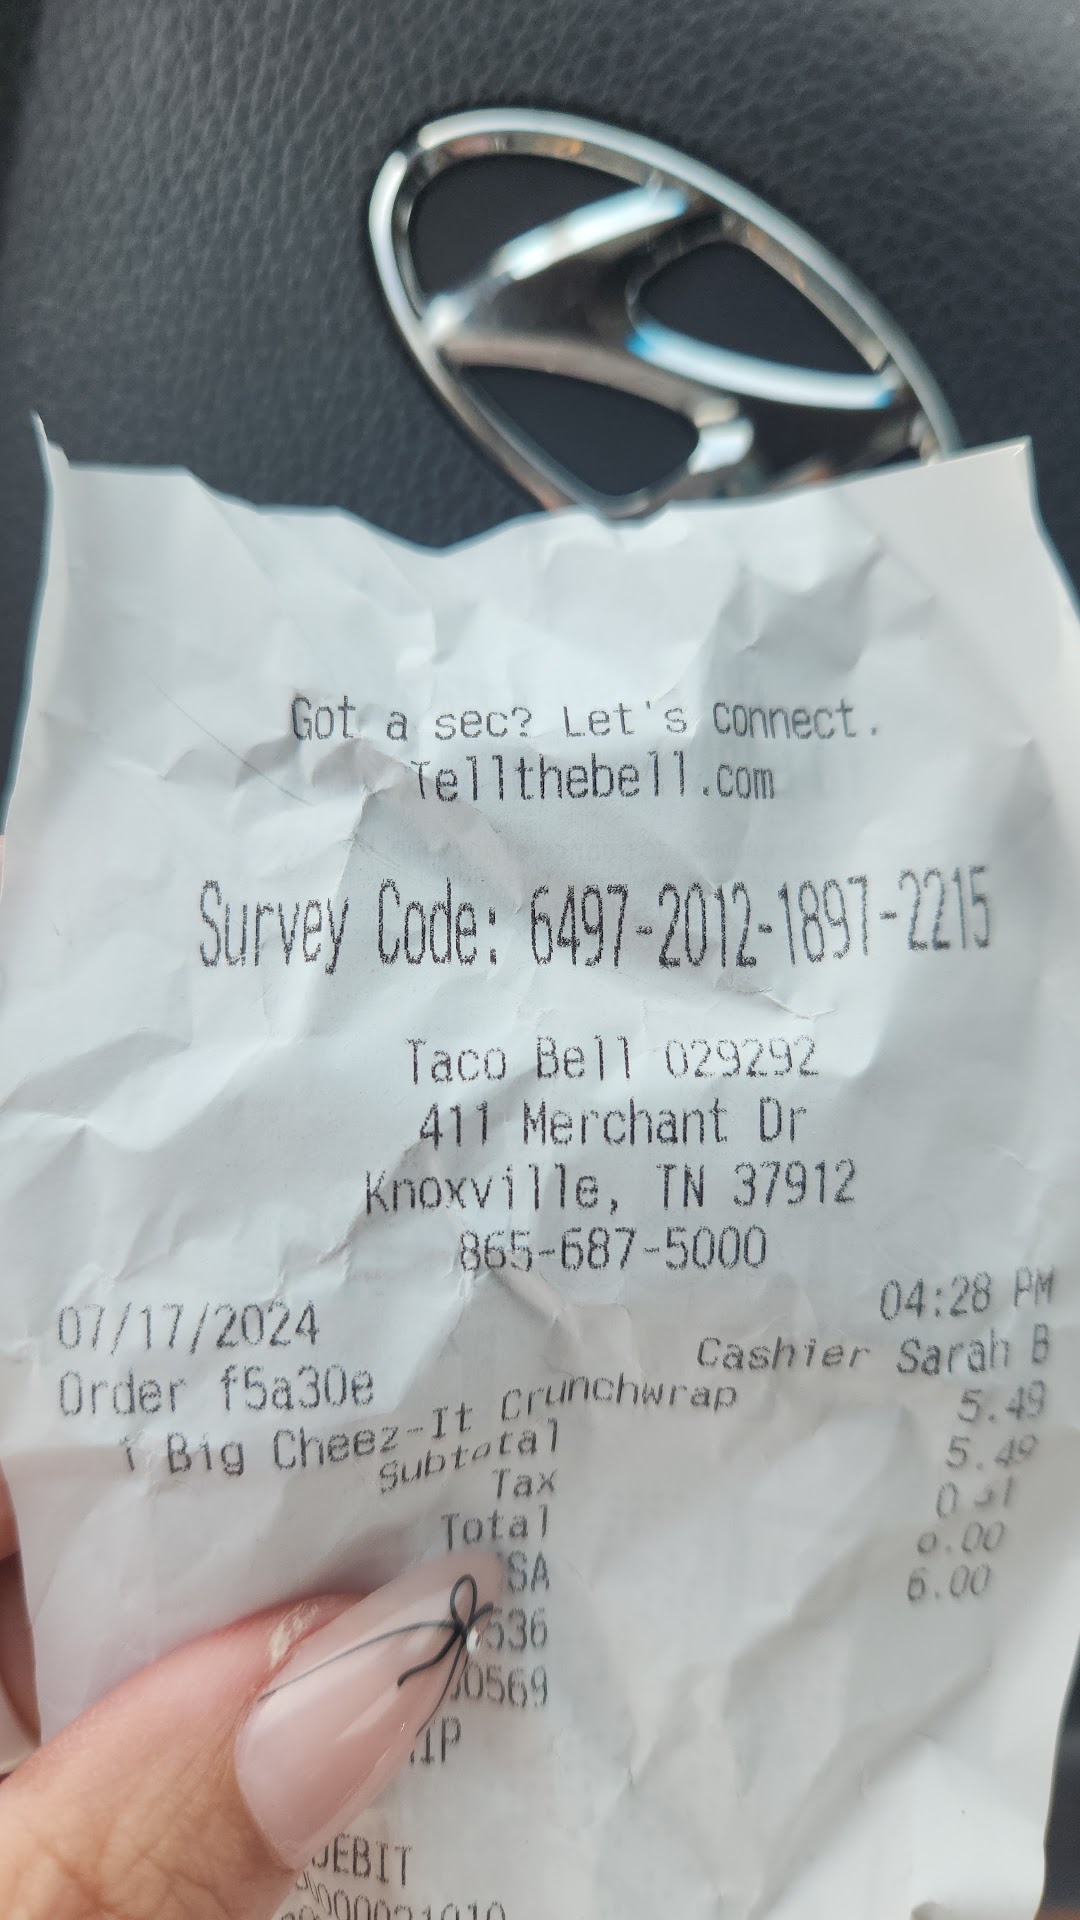 Got a sec? Let's connect.
Tellthebell.com
Survey Code: 6497-2012-1897-2215
Taco Bell 029292
411 Merchant Dr
Knoxville, TN 37912
865-687-5000
04:28 PM
07/17/2024
Cashier Sarah B
Order f5a30e
1 Big Cheez-It Crunchwrap 5.49
Subtotal 5.49
Tax
Total 6.00
6.00
DEBIT